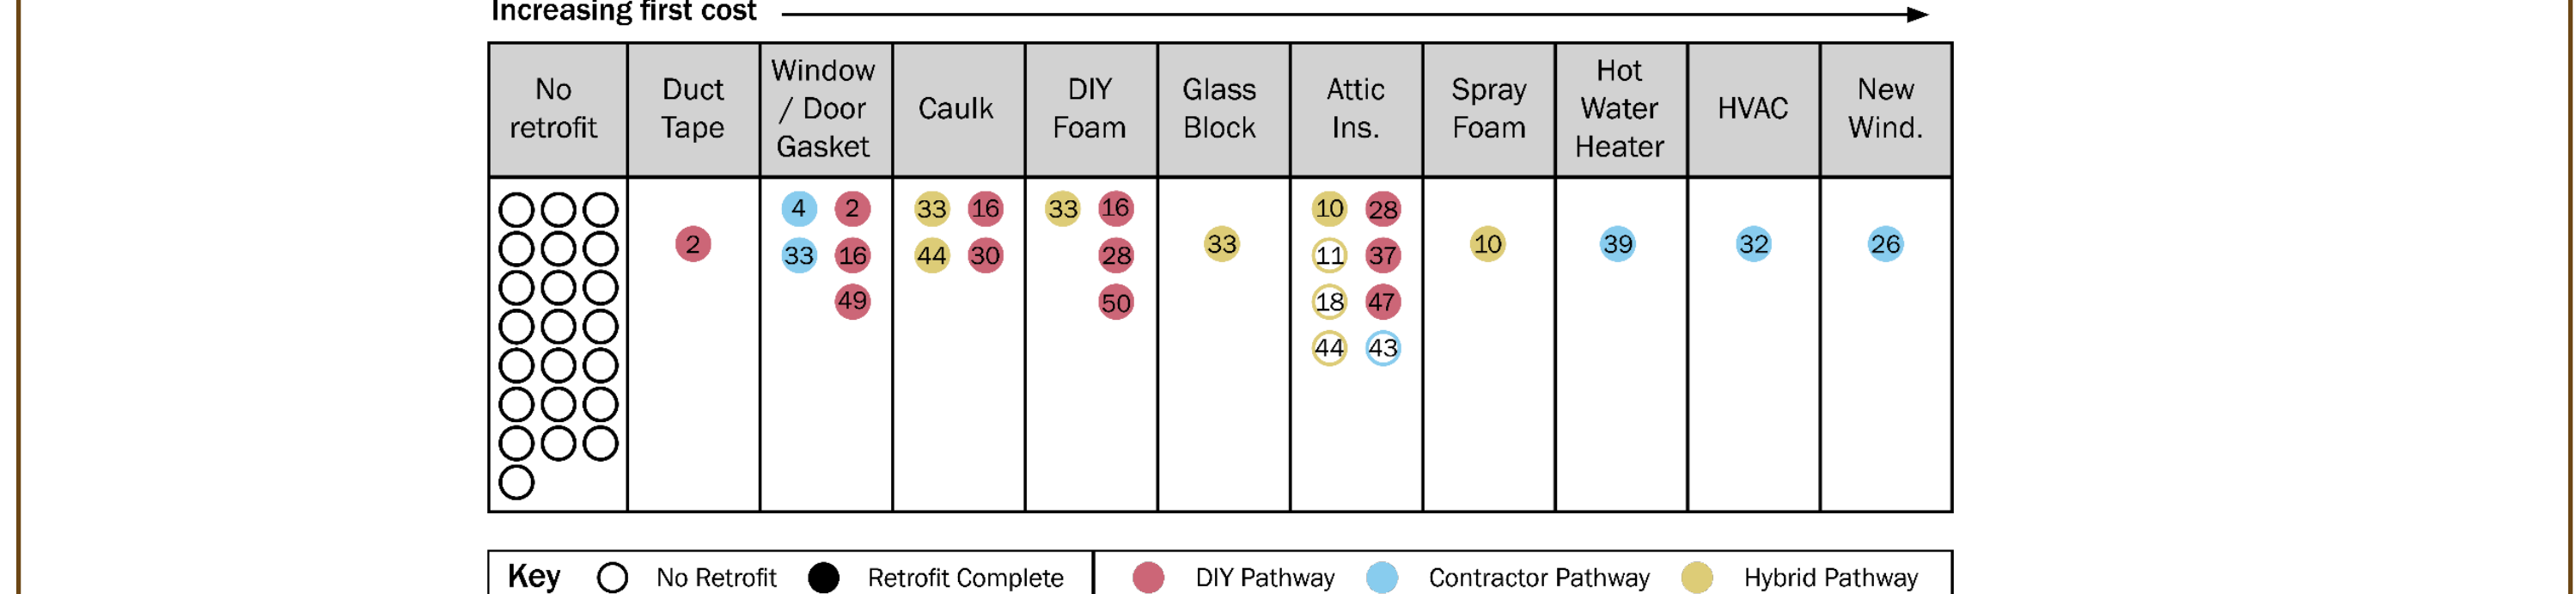 Increasing first cost
No retrofit
Duct Tape
Window / Door Gasket
Caulk
DIY Foam
Glass Block
Attic Ins.
Spray Foam
Hot Water Heater
HVAC
New Wind.
2
4 2
33 16
49
33 16
44 30
33 16
28
50
33
10 28
11 37
18 47
44 43
10
39
32
26
Key No Retrofit Retrofit Complete DIY Pathway Contractor Pathway Hybrid Pathway